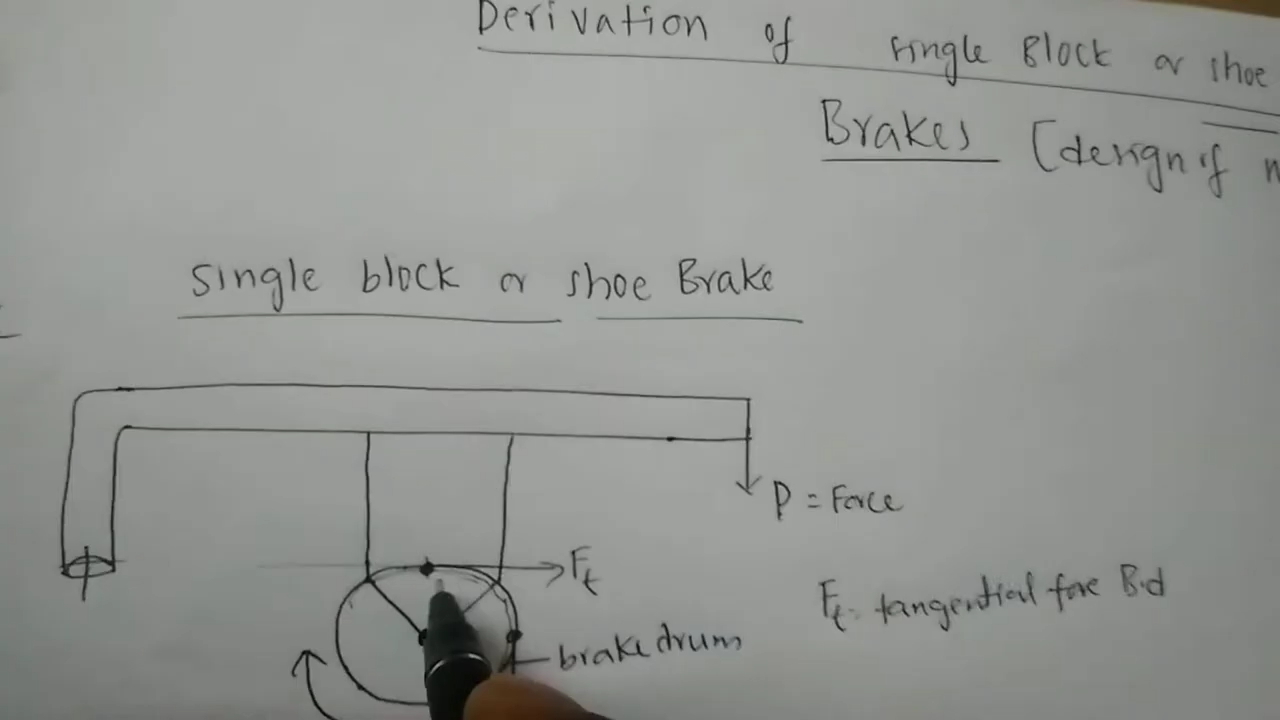 Derivation of single Block or shoe
Brakes [design of
single block or shoe Brake
P = Force
Ft
Ft. tangential force B.d
brake drum